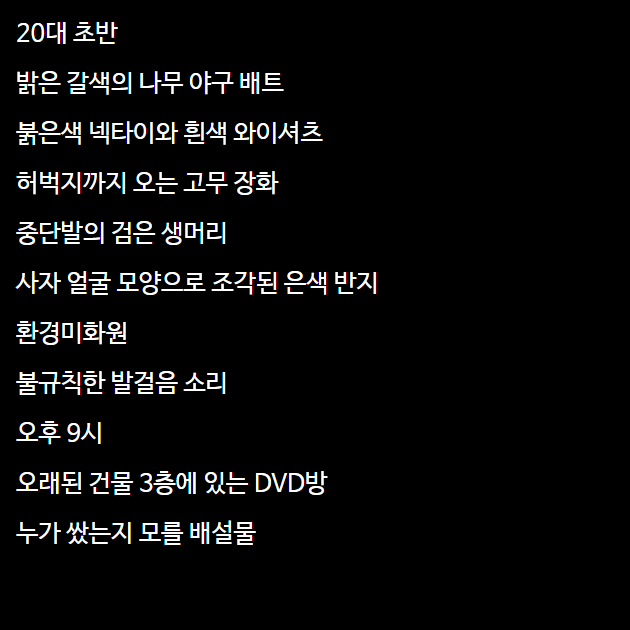 20대 초반
밝은 갈색의 나무 야구 배트
붉은색 넥타이와 흰색 와이셔츠
허벅지까지 오는 고무 장화
중단발의 검은 생머리
사자 얼굴 모양으로 조각된 은색 반지
환경미화원
불규칙한 발걸음 소리
오후 9시
오래된 건물 3층에 있는 DVD방
누가 쌌는지 모를 배설물